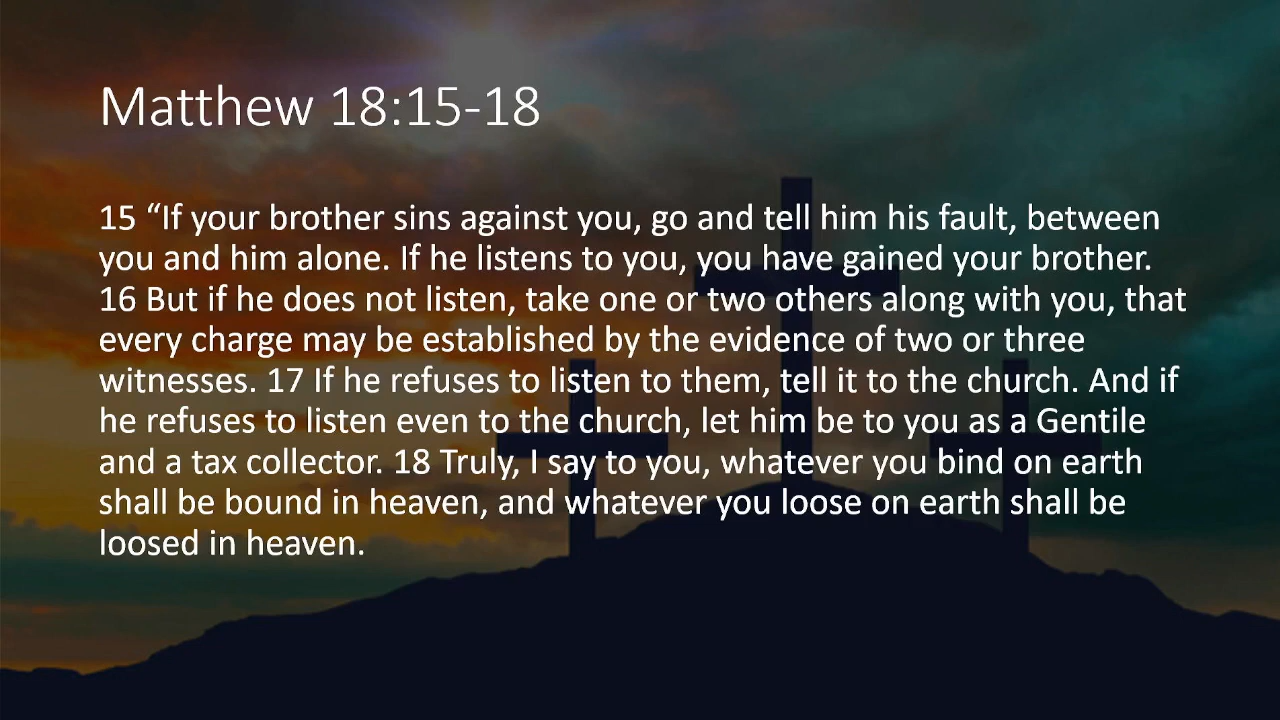 Matthew 18:15-18
15 “If your brother sins against you, go and tell him his fault, between
you and him alone. If he listens to you, you have gained your brother.
16 But if he does not listen, take one or two others along with you, that
every charge may be established by the evidence of two or three
witnesses. 17 If he refuses to listen to them, tell it to the church. And if
he refuses to listen even to the church, let him be to you as a Gentile
and a tax collector. 18 Truly, I say to you, whatever you bind on earth
shall be bound in heaven, and whatever you loose on earth shall be
loosed in heaven.